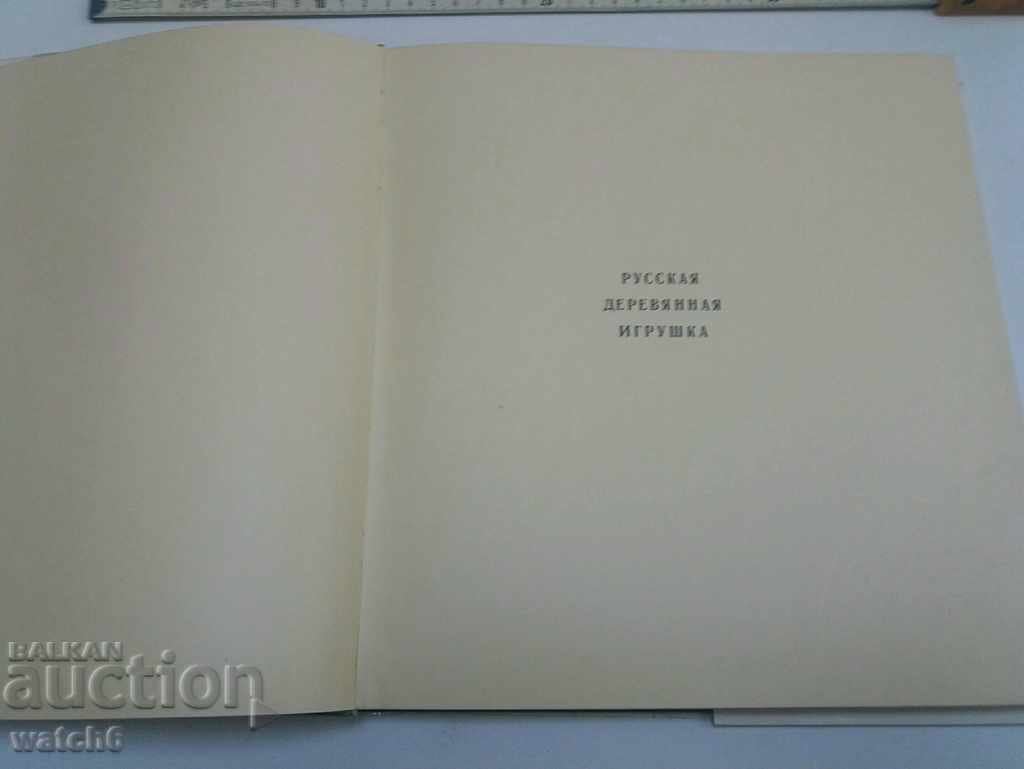 РУССКАЯ
ДЕРЕВЯННАЯ
ИГРУШКА
BALKAN
auction
watch6